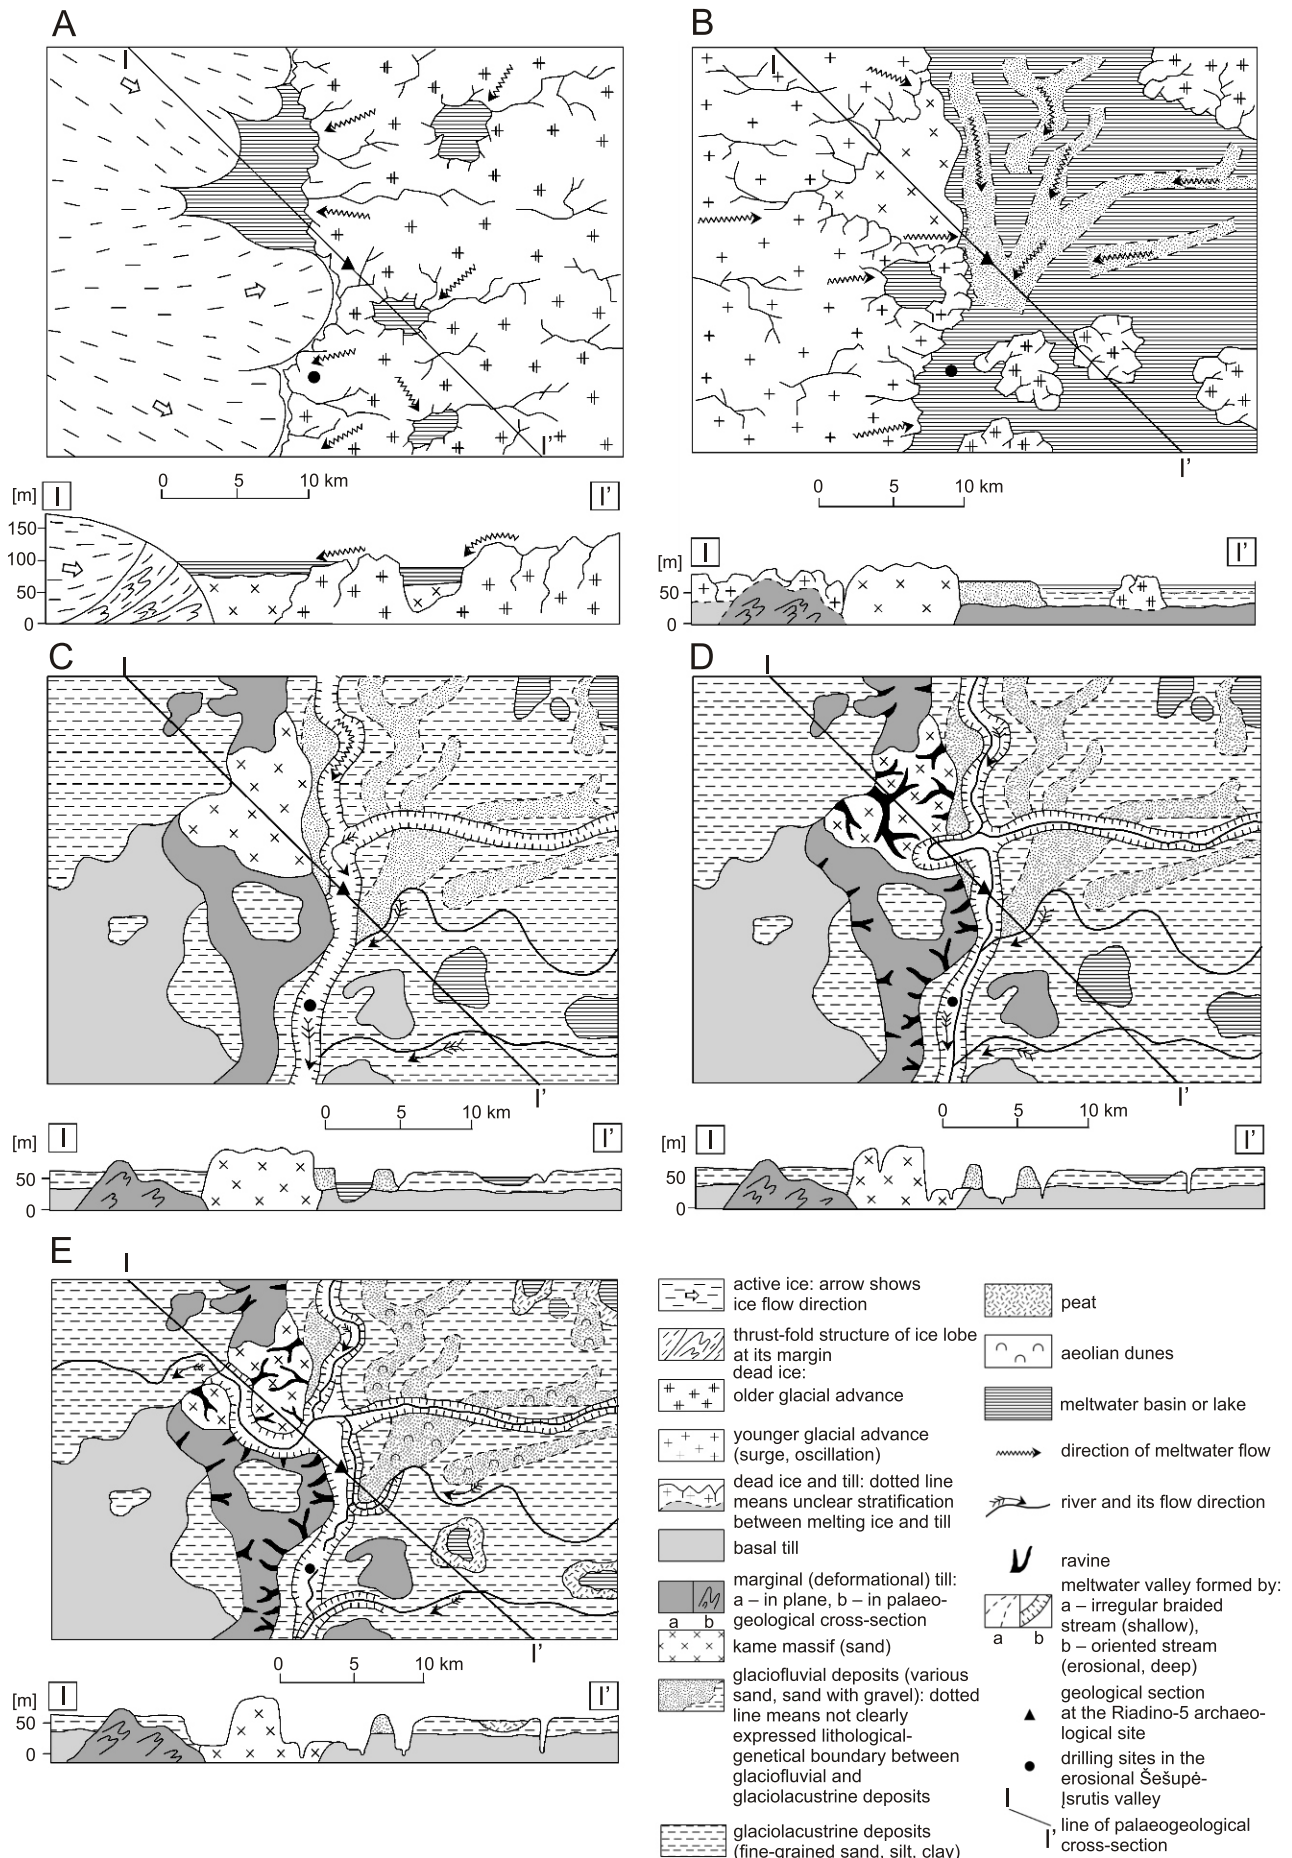 A
B
I
I
I'
I'
0 5 10 km
0 5 10 km
[m] I I'
150
100
50
0
[m] I I'
50
0
C
D
I
I
I'
I'
0 5 10 km
0 5 10 km
[m] I I'
50
0
[m] I I'
50
0
E
I
I'
0 5 10 km
[m] I I'
50
0
active ice: arrow shows
ice flow direction
thrust-fold structure of ice lobe
at its margin
dead ice:
older glacial advance
younger glacial advance
(surge, oscillation)
dead ice and till: dotted line
means unclear stratification
between melting ice and till
basal till
marginal (deformational) till:
a – in plane, b – in palaeo-
geological cross-section
a b
kame massif (sand)
glaciofluvial deposits (various
sand, sand with gravel): dotted
line means not clearly
expressed lithological-
genetical boundary between
glaciofluvial and
glaciolacustrine deposits
glaciolacustrine deposits
(fine-grained sand, silt, clay)
peat
aeolian dunes
meltwater basin or lake
direction of meltwater flow
river and its flow direction
ravine
meltwater valley formed by:
a – irregular braided
stream (shallow),
b – oriented stream
(erosional, deep)
a b
geological section
at the Riadino-5 archaeo-
logical site
drilling sites in the
erosional Šešupė-
Įsrutis valley
I
I'
line of palaeogeological
cross-section